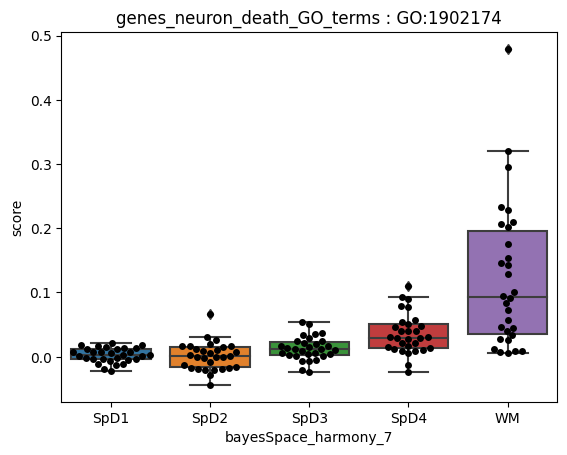 genes_neuron_death_GO_terms : GO:1902174
score
0.5
0.4
0.3
0.2
0.1
0.0
SpD1 SpD2 SpD3 SpD4 WM
bayesSpace_harmony_7